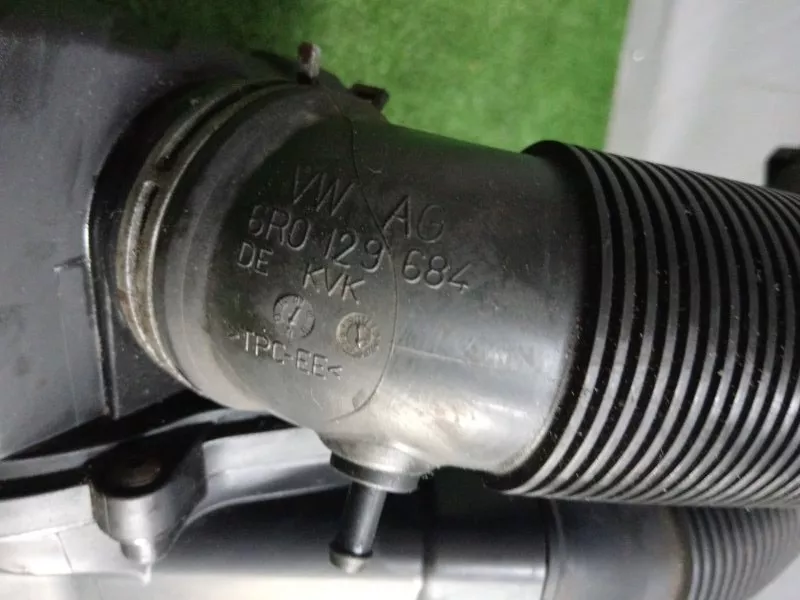 VW AG
6R0 129 684
DE KVK
>TPC-EE<